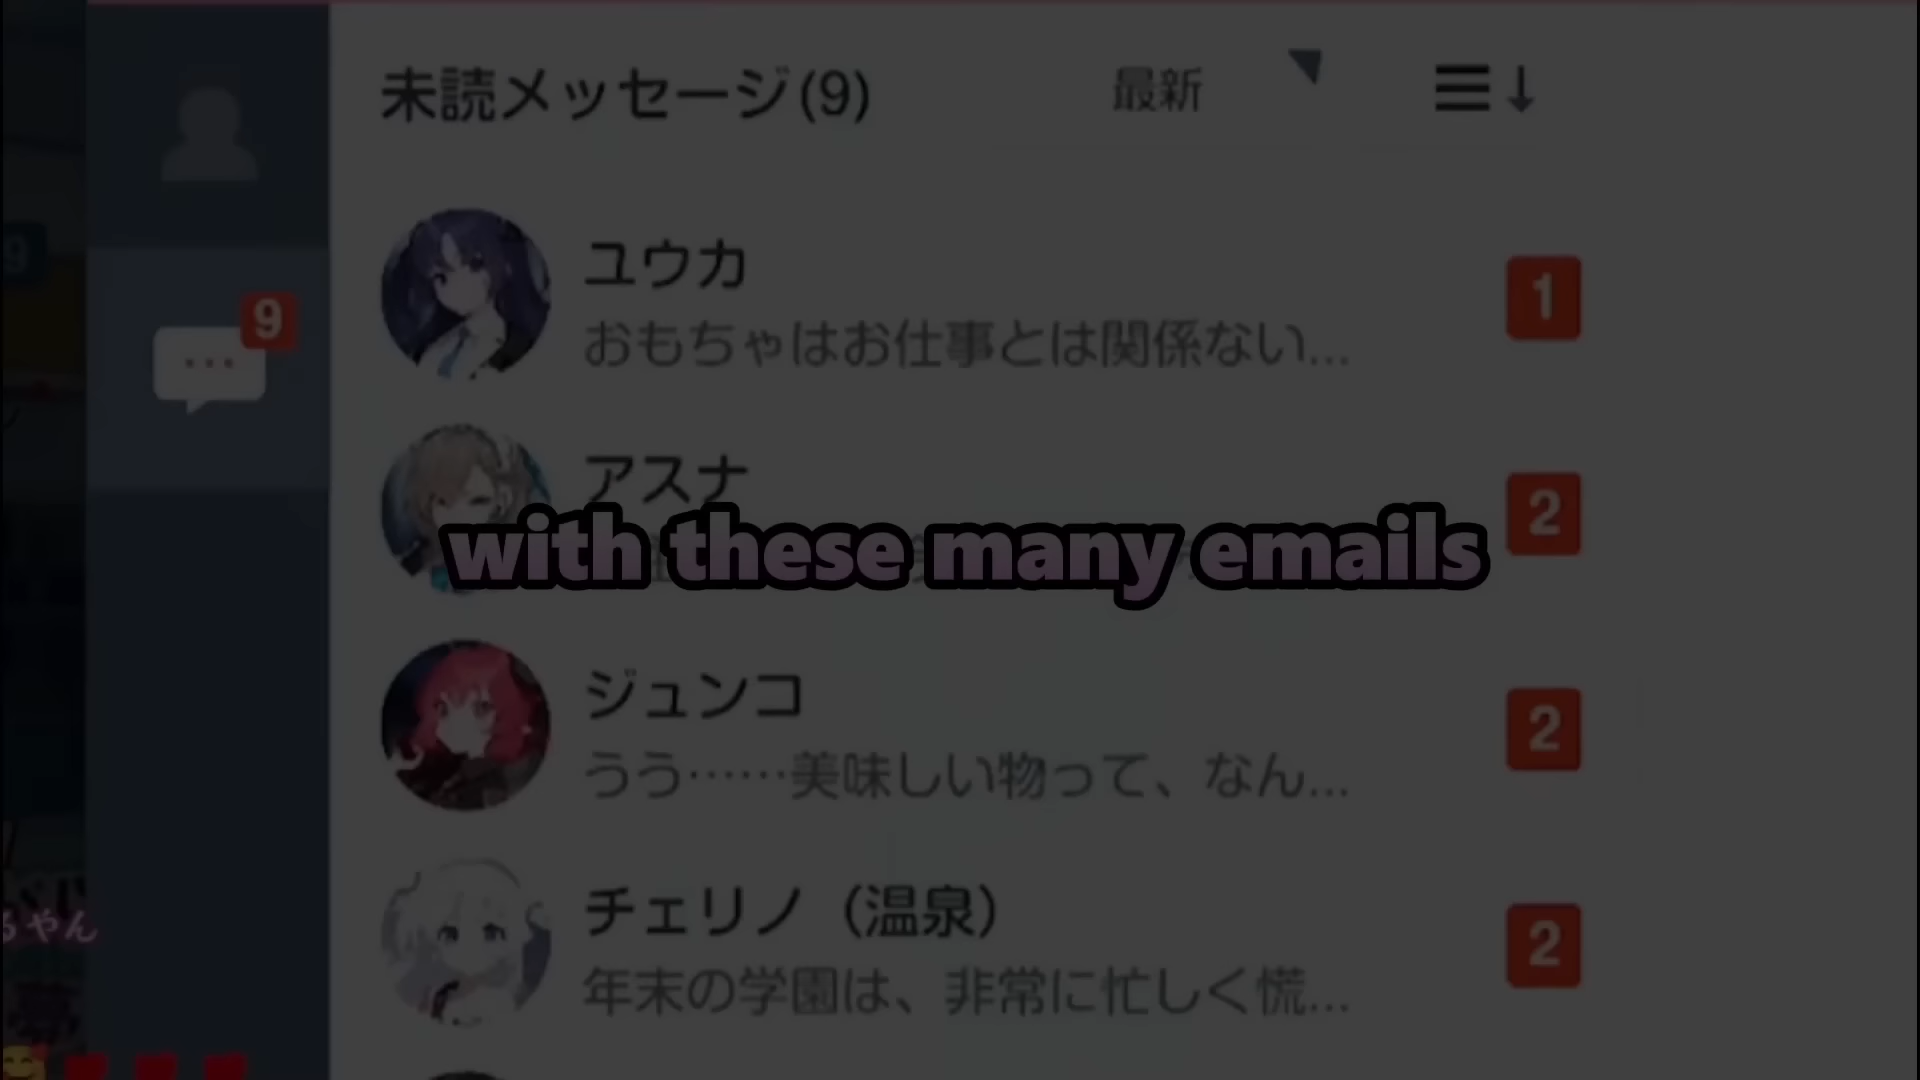 未読メッセージ(9)
最新
9
ユウカ
おもちゃはお仕事とは関係ない...
1
アスナ
2
with these many emails
ジュンコ
うう……美味しい物って、なん...
2
チェリノ（温泉）
年末の学園は、非常に忙しく慌...
2
ちゃん